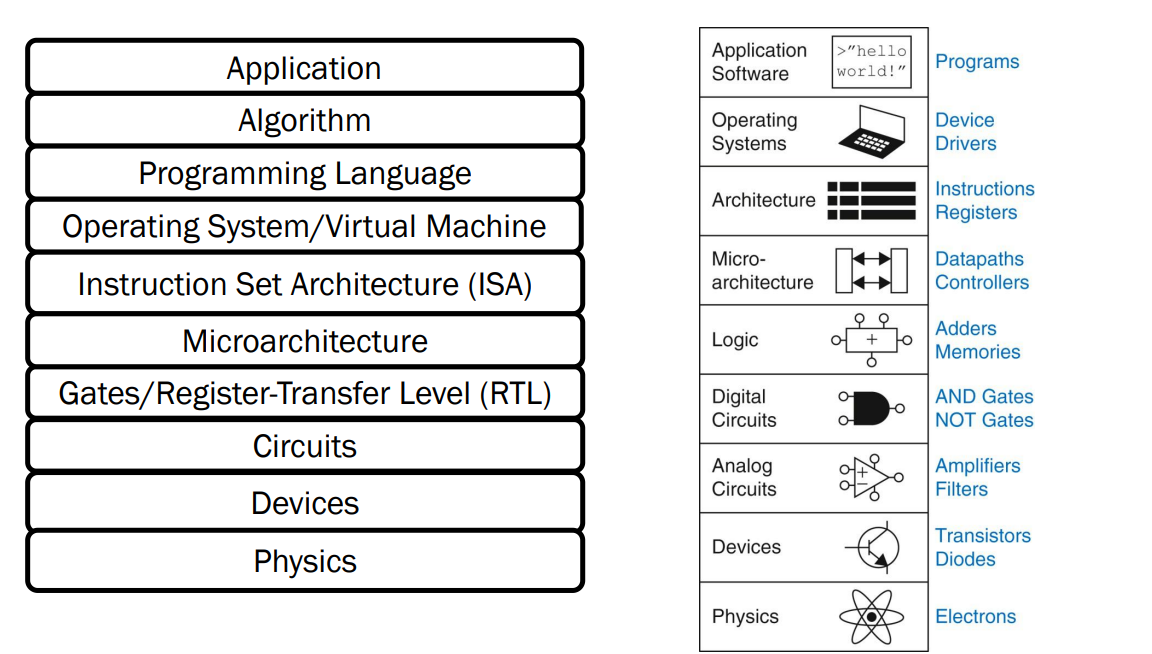 Application
Algorithm
Programming Language
Operating System/Virtual Machine
Instruction Set Architecture (ISA)
Microarchitecture
Gates/Register-Transfer Level (RTL)
Circuits
Devices
Physics
Application
Software
>"hello
world!"
Programs
Operating
Systems
Device
Drivers
Architecture
Instructions
Registers
Micro-
architecture
Datapaths
Controllers
Logic
+
Adders
Memories
Digital
Circuits
AND Gates
NOT Gates
Analog
Circuits
+
−
Amplifiers
Filters
Devices
Transistors
Diodes
Physics
Electrons